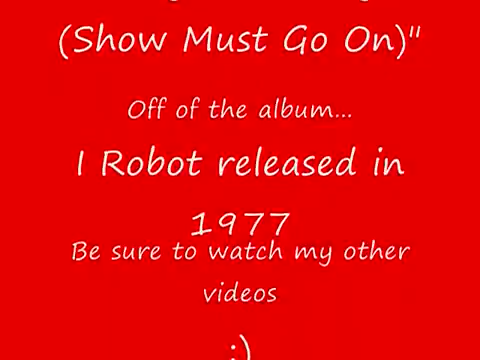 (Show Must Go On)"
Off of the album...
I Robot released in
1977
Be sure to watch my other
videos
:)